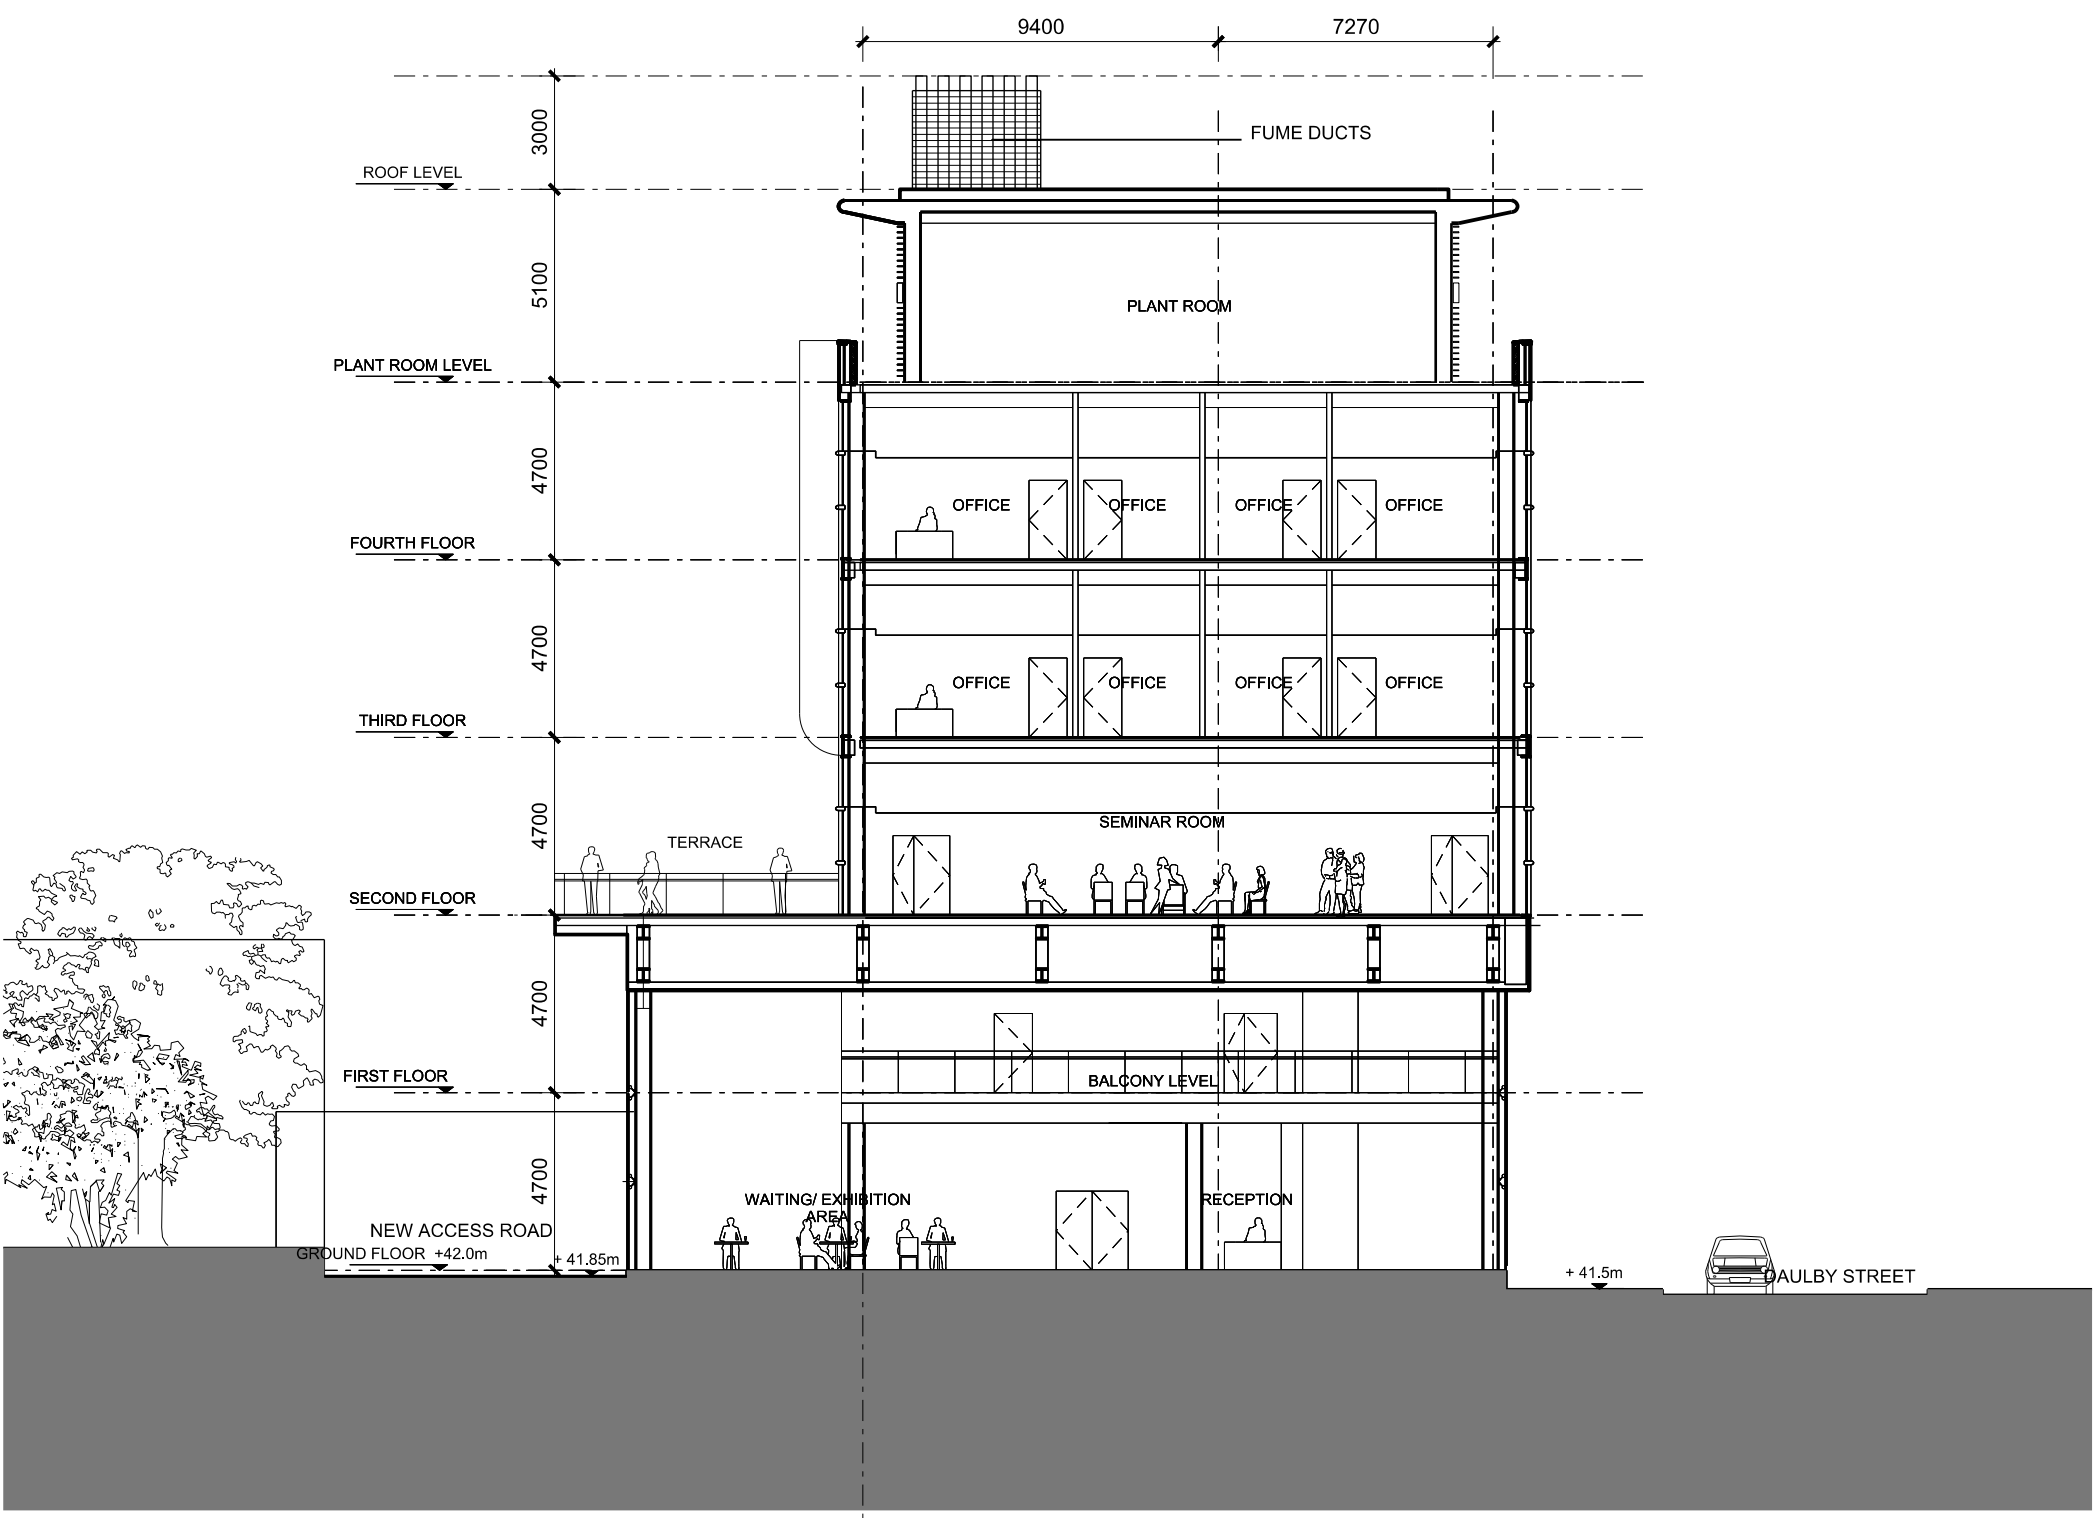 9400
7270
3000
FUME DUCTS
ROOF LEVEL
5100
PLANT ROOM
PLANT ROOM LEVEL
4700
OFFICE
OFFICE
OFFICE
OFFICE
FOURTH FLOOR
4700
OFFICE
OFFICE
OFFICE
OFFICE
THIRD FLOOR
4700
SEMINAR ROOM
TERRACE
SECOND FLOOR
4700
FIRST FLOOR
BALCONY LEVEL
4700
WAITING/ EXHIBITION
AREA
RECEPTION
NEW ACCESS ROAD
GROUND FLOOR +42.0m
+ 41.85m
+ 41.5m
DAULBY STREET